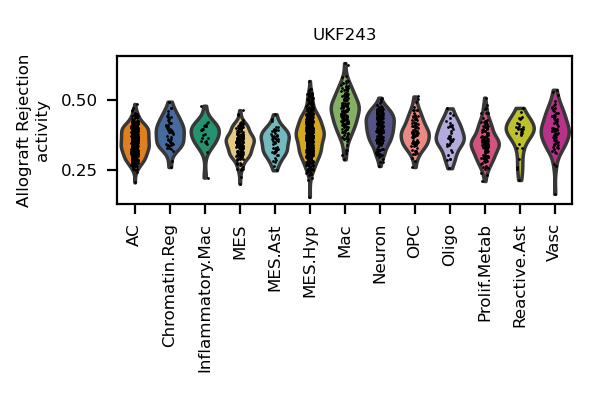 UKF243
Allograft Rejection
activity
0.50
0.25
AC
Chromatin.Reg
Inflammatory.Mac
MES
MES.Ast
MES.Hyp
Mac
Neuron
OPC
Oligo
Prolif.Metab
Reactive.Ast
Vasc